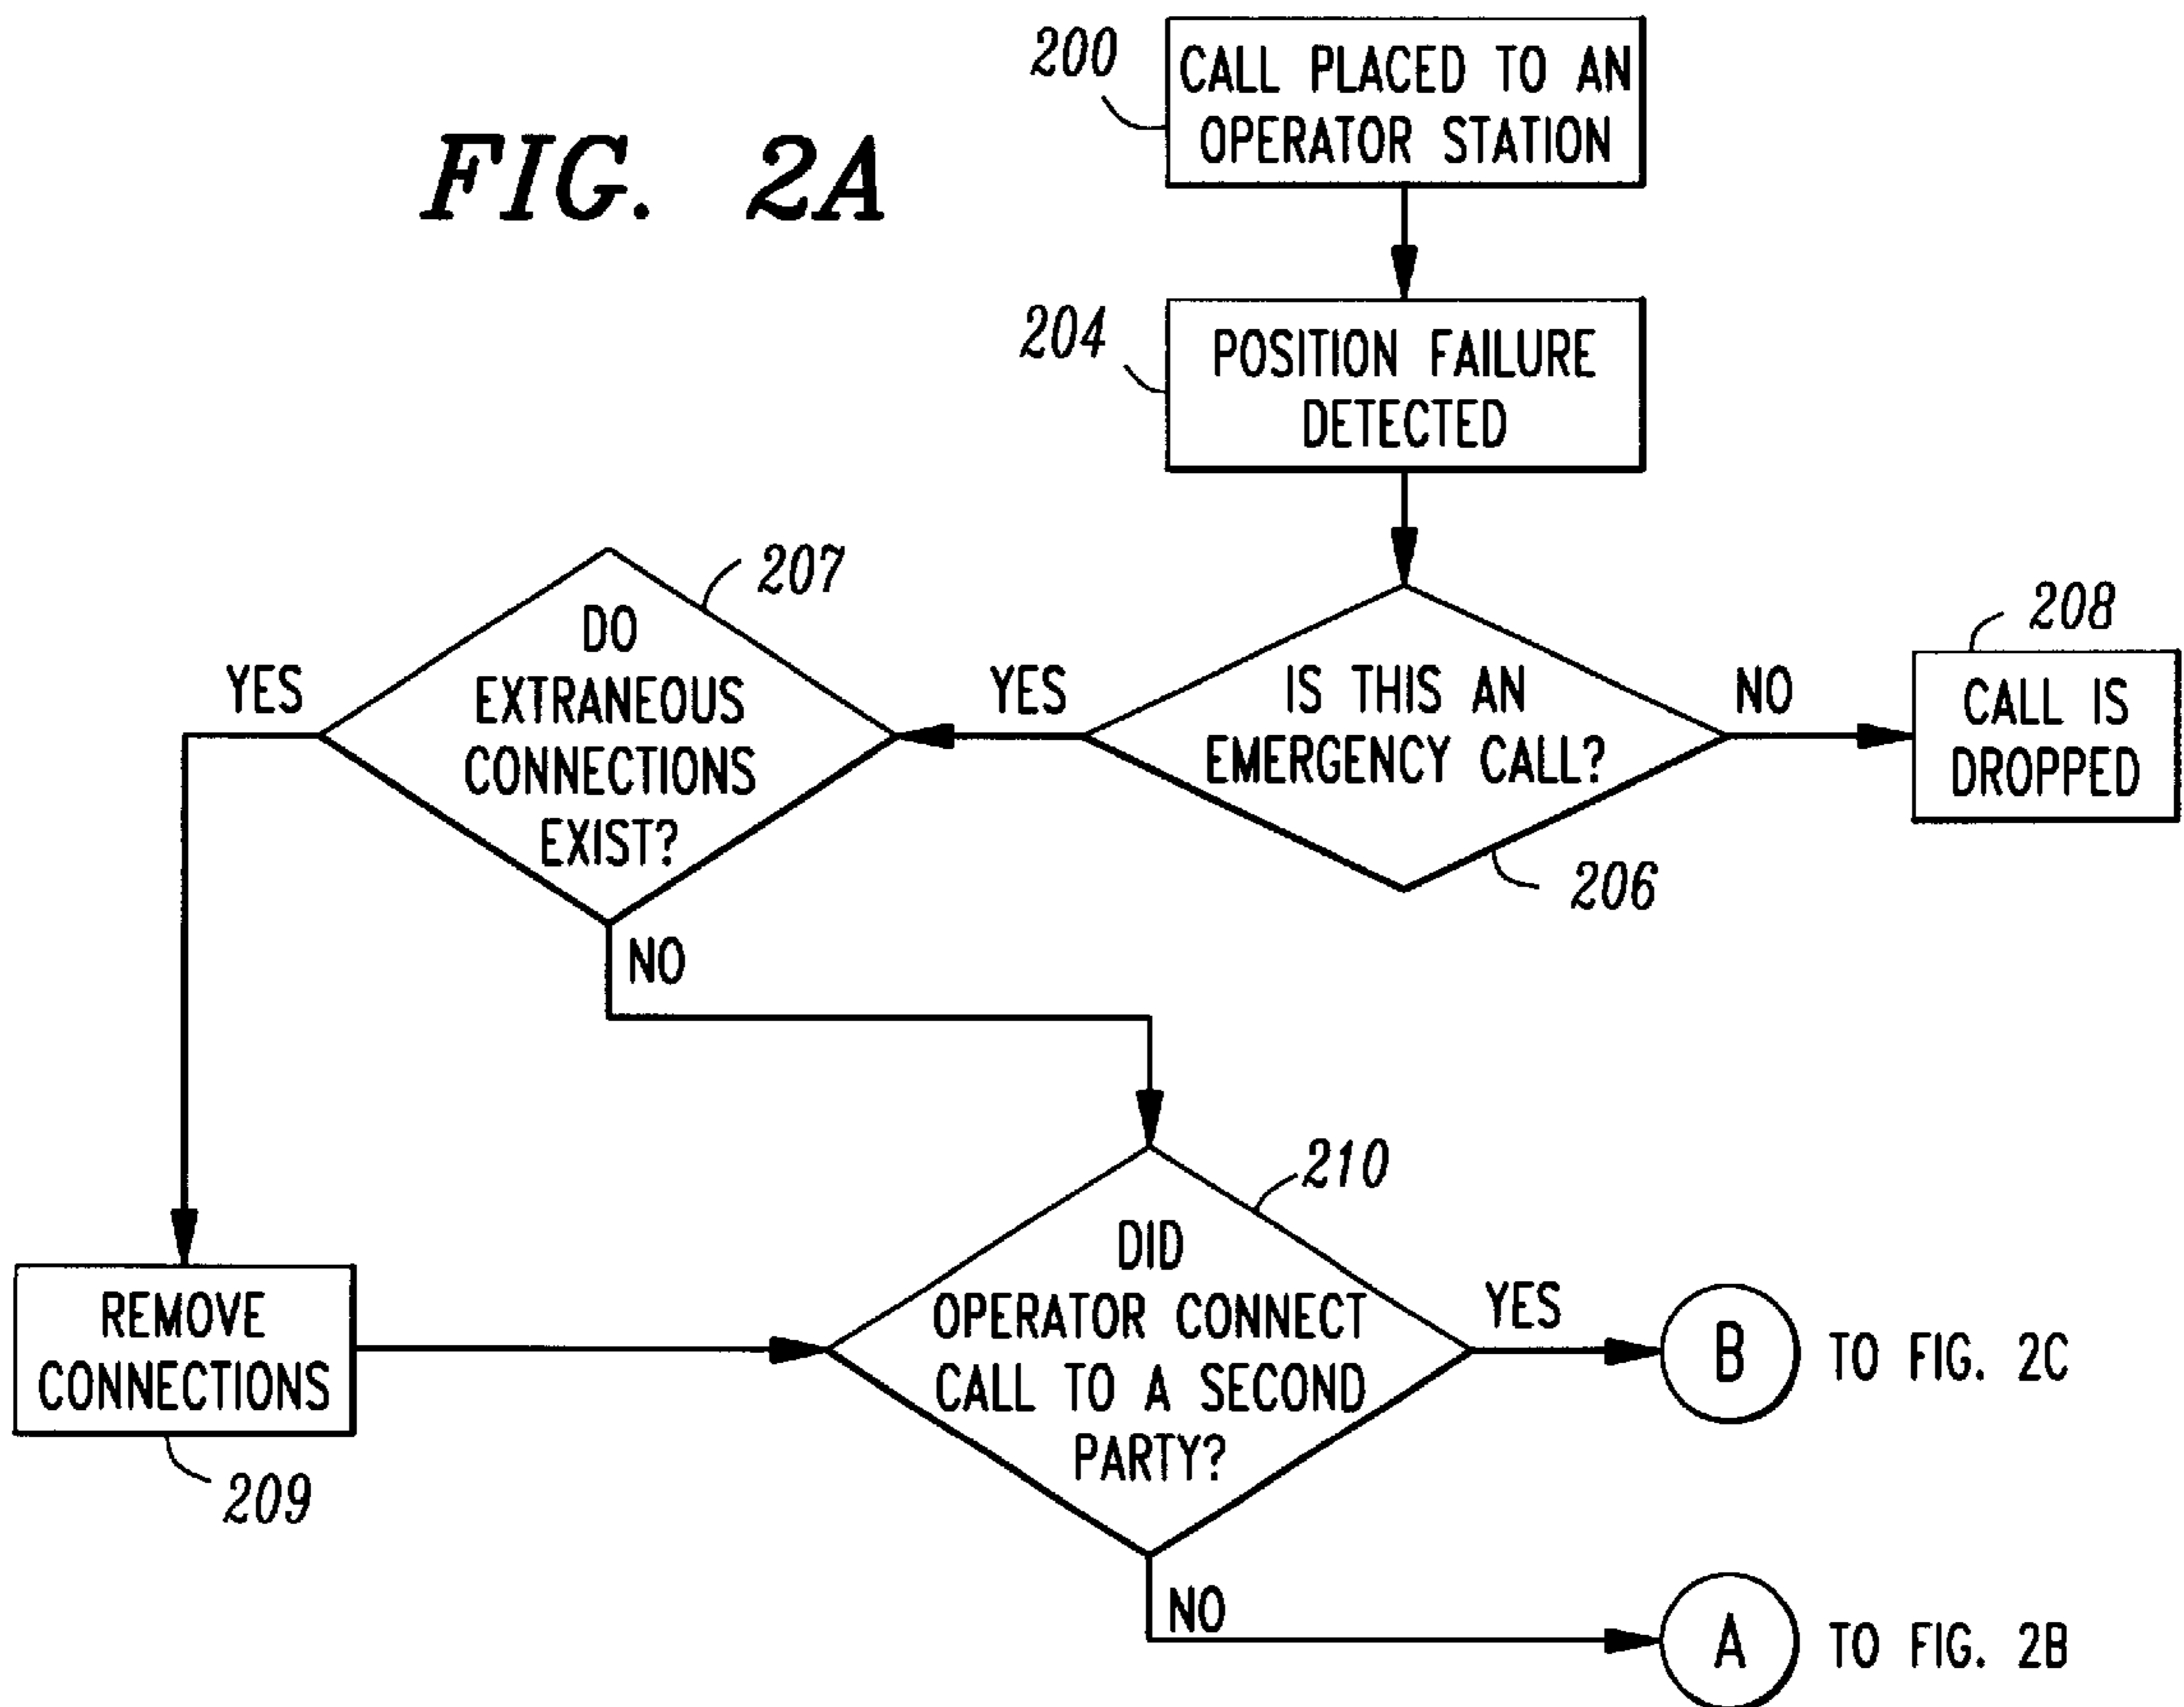 FIG. 2A
200
CALL PLACED TO AN
OPERATOR STATION
204
POSITION FAILURE
DETECTED
207
DO
EXTRANEOUS
CONNECTIONS
EXIST?
YES
NO
YES
IS THIS AN
EMERGENCY CALL?
206
NO
208
CALL IS
DROPPED
REMOVE
CONNECTIONS
209
210
DID
OPERATOR CONNECT
CALL TO A SECOND
PARTY?
YES
B
TO FIG. 2C
NO
A
TO FIG. 2B